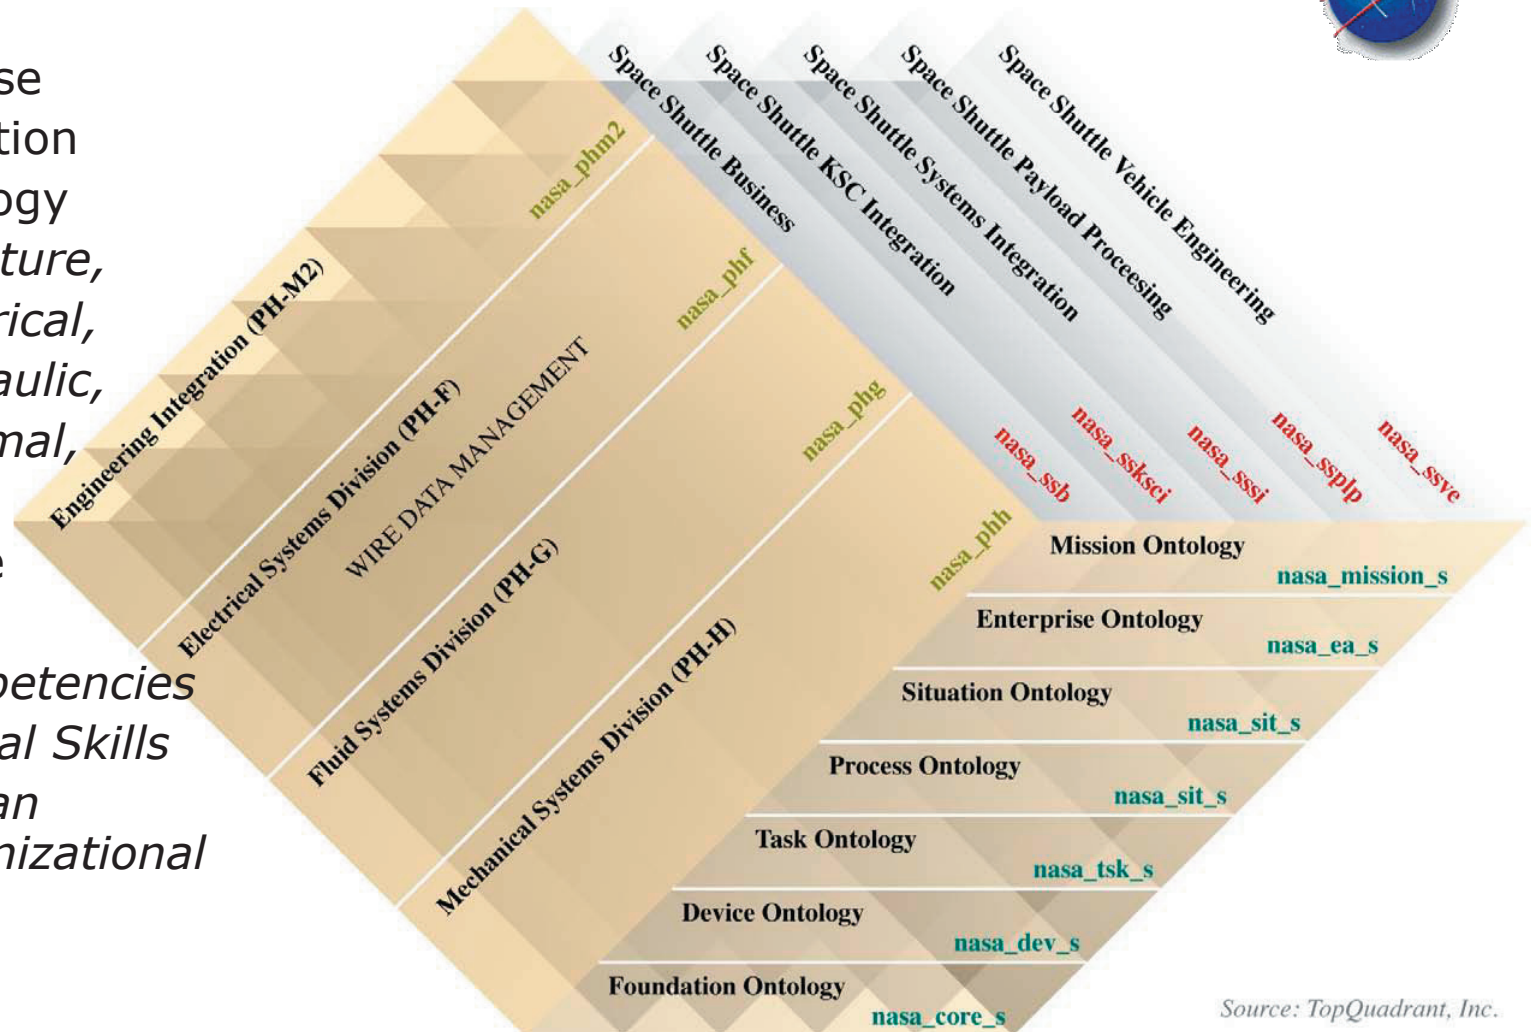 se
tion
ogy
ture,
rical,
aulic,
mal,
e
petencies
al Skills
an
nizational
Engineering Integration (PH-M2)
nasa_phm2
Electrical Systems Division (PH-F)
WIRE DATA MANAGEMENT
nasa_phf
Fluid Systems Division (PH-G)
nasa_phg
Mechanical Systems Division (PH-H)
nasa_phh
Space Shuttle Business
nasa_ssb
Space Shuttle KSC Integration
nasa_ssksci
Space Shuttle Systems Integration
nasa_sssi
Space Shuttle Payload Proceesing
nasa_ssplp
Space Shuttle Vehicle Engineering
nasa_ssve
Mission Ontology
nasa_mission_s
Enterprise Ontology
nasa_ea_s
Situation Ontology
nasa_sit_s
Process Ontology
nasa_sit_s
Task Ontology
nasa_tsk_s
Device Ontology
nasa_dev_s
Foundation Ontology
nasa_core_s
Source: TopQuadrant, Inc.